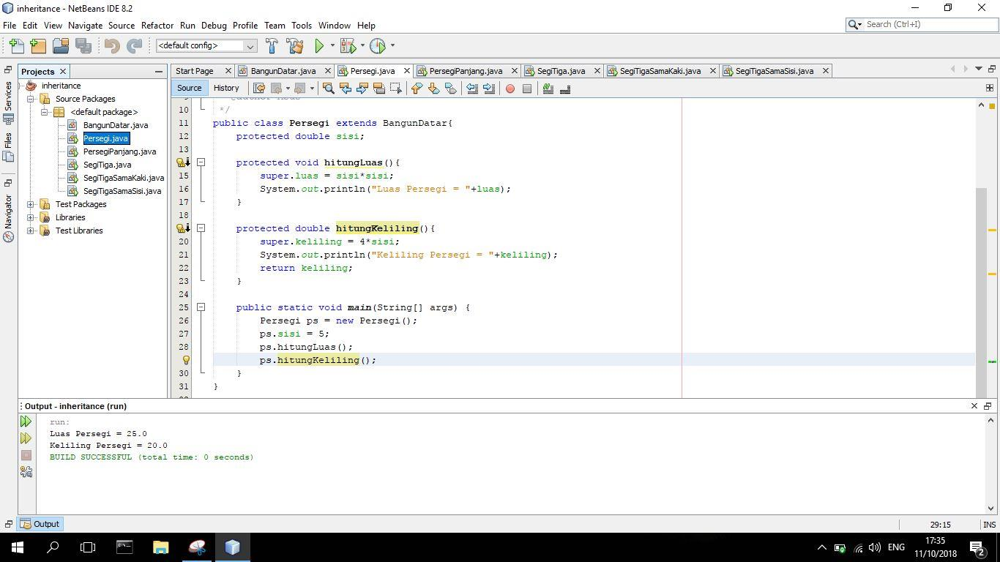 inheritance - NetBeans IDE 8.2
File Edit View Navigate Source Refactor Run Debug Profile Team Tools Window Help
Search (Ctrl+I)
<default config>
Services
Files
Navigator
Projects
inheritance
Source Packages
<default package>
BangunDatar.java
Persegi.java
PersegiPanjang.java
SegiTiga.java
SegiTigaSamaKaki.java
SegiTigaSamaSisi.java
Test Packages
Libraries
Test Libraries
Start Page BangunDatar.java Persegi.java PersegiPanjang.java SegiTiga.java SegiTigaSamaKaki.java SegiTigaSamaSisi.java
Source History
10 */
11 public class Persegi extends BangunDatar{
12 protected double sisi;
13
protected void hitungLuas(){
15 super.luas = sisi*sisi;
16 System.out.println("Luas Persegi = "+luas);
17 }
18
protected double hitungKeliling(){
20 super.keliling = 4*sisi;
21 System.out.println("Keliling Persegi = "+keliling);
22 return keliling;
23 }
24
25 public static void main(String[] args) {
26 Persegi ps = new Persegi();
27 ps.sisi = 5;
28 ps.hitungLuas();
ps.hitungKeliling();
30 }
31 }
Output - inheritance (run)
run:
Luas Persegi = 25.0
Keliling Persegi = 20.0
BUILD SUCCESSFUL (total time: 0 seconds)
Output
29:15 INS
ENG
17:35
11/10/2018
2